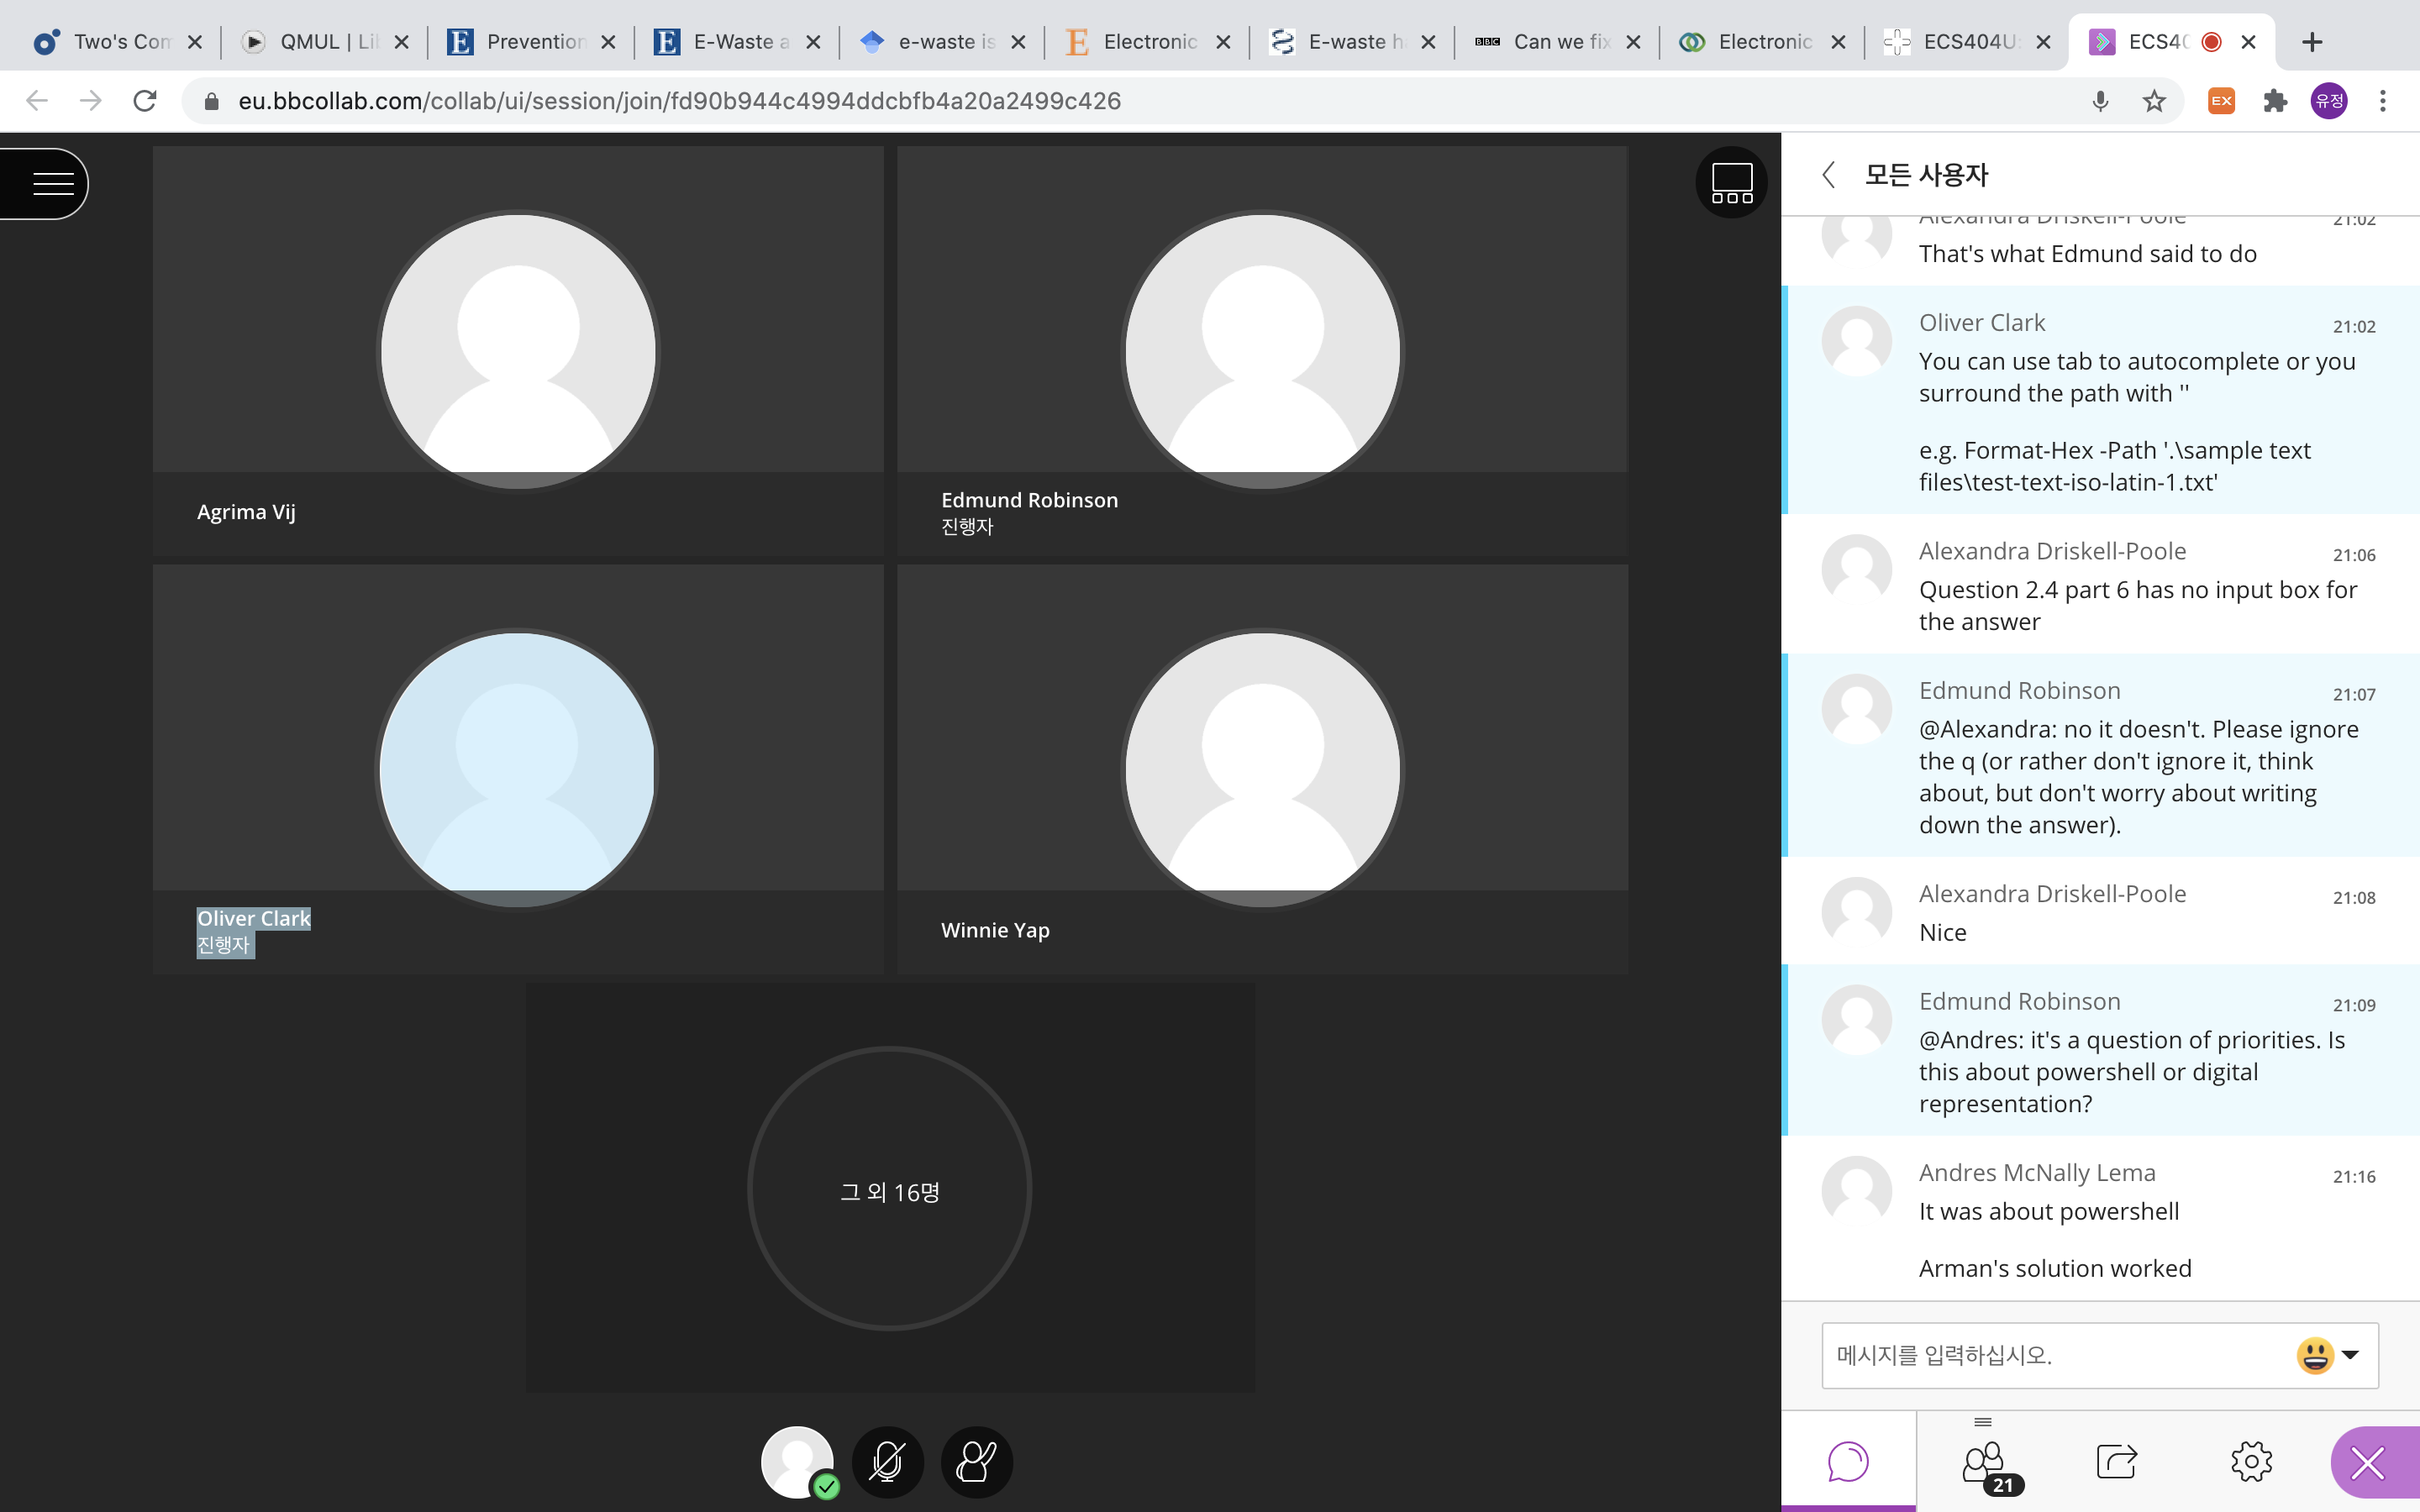 Two's Com
QMUL | Lib
Prevention
E-Waste a
e-waste is
Electronic
E-waste h
BBC
Can we fix
Electronic
ECS404U:
ECS40
eu.bbcollab.com/collab/ui/session/join/fd90b944c4994ddcbfb4a20a2499c426
EX
유정
Agrima Vij
Edmund Robinson
진행자
Oliver Clark
진행자
Winnie Yap
그 외 16명
모든 사용자
Alexandra Driskell-Poole
21:02
That's what Edmund said to do
Oliver Clark
21:02
You can use tab to autocomplete or you
surround the path with ''
e.g. Format-Hex -Path '.\sample text
files\test-text-iso-latin-1.txt'
Alexandra Driskell-Poole
21:06
Question 2.4 part 6 has no input box for
the answer
Edmund Robinson
21:07
@Alexandra: no it doesn't. Please ignore
the q (or rather don't ignore it, think
about, but don't worry about writing
down the answer).
Alexandra Driskell-Poole
21:08
Nice
Edmund Robinson
21:09
@Andres: it's a question of priorities. Is
this about powershell or digital
representation?
Andres McNally Lema
21:16
It was about powershell
Arman's solution worked
메시지를 입력하십시오.
21